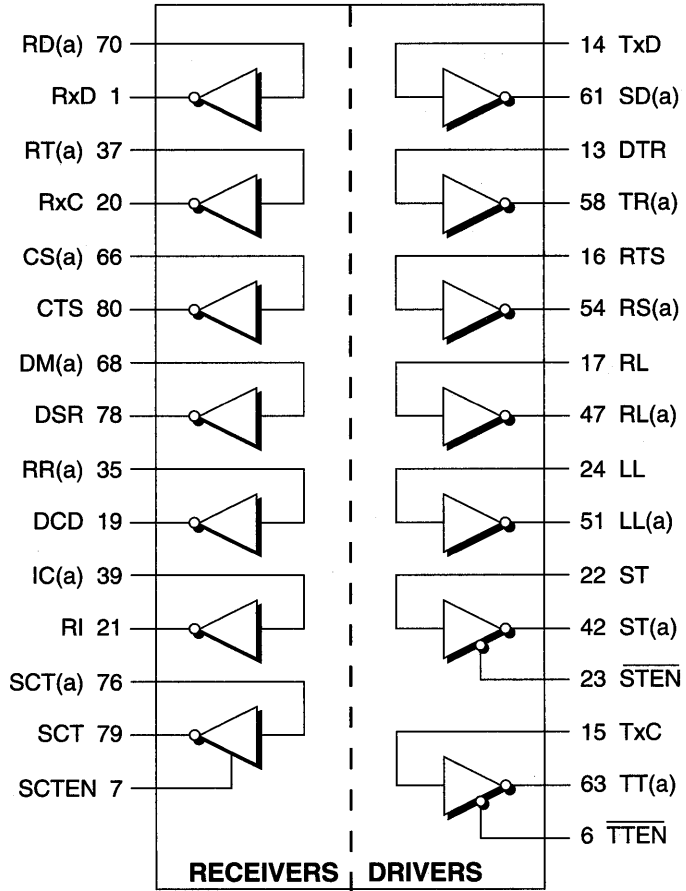 RD(a) 70
RxD 1
RT(a) 37
RxC 20
CS(a) 66
CTS 80
DM(a) 68
DSR 78
RR(a) 35
DCD 19
IC(a) 39
RI 21
SCT(a) 76
SCT 79
SCTEN 7
14 TxD
61 SD(a)
13 DTR
58 TR(a)
16 RTS
54 RS(a)
17 RL
47 RL(a)
24 LL
51 LL(a)
22 ST
42 ST(a)
23 STEN
15 TxC
63 TT(a)
6 TTEN
RECEIVERS DRIVERS